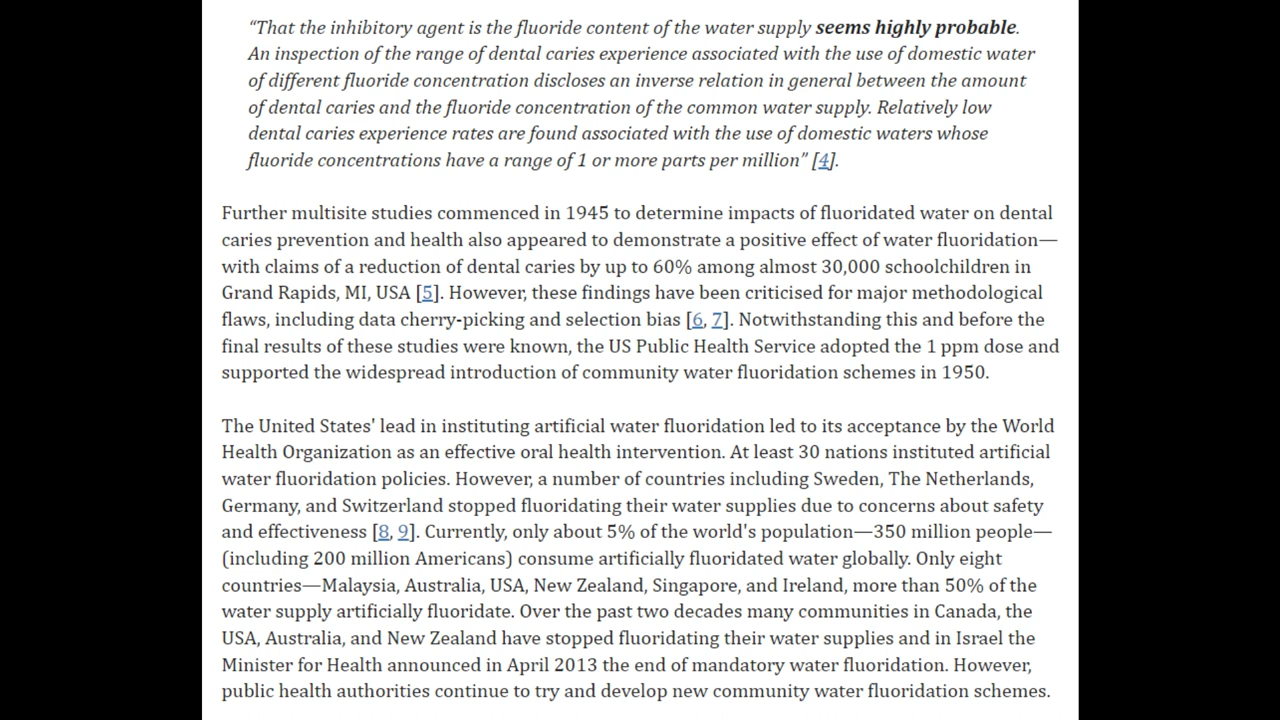 “That the inhibitory agent is the fluoride content of the water supply seems highly probable.
An inspection of the range of dental caries experience associated with the use of domestic water
of different fluoride concentration discloses an inverse relation in general between the amount
of dental caries and the fluoride concentration of the common water supply. Relatively low
dental caries experience rates are found associated with the use of domestic waters whose
fluoride concentrations have a range of 1 or more parts per million” [4].
Further multisite studies commenced in 1945 to determine impacts of fluoridated water on dental
caries prevention and health also appeared to demonstrate a positive effect of water fluoridation—
with claims of a reduction of dental caries by up to 60% among almost 30,000 schoolchildren in
Grand Rapids, MI, USA [5]. However, these findings have been criticised for major methodological
flaws, including data cherry-picking and selection bias [6, 7]. Notwithstanding this and before the
final results of these studies were known, the US Public Health Service adopted the 1 ppm dose and
supported the widespread introduction of community water fluoridation schemes in 1950.
The United States' lead in instituting artificial water fluoridation led to its acceptance by the World
Health Organization as an effective oral health intervention. At least 30 nations instituted artificial
water fluoridation policies. However, a number of countries including Sweden, The Netherlands,
Germany, and Switzerland stopped fluoridating their water supplies due to concerns about safety
and effectiveness [8, 9]. Currently, only about 5% of the world's population—350 million people—
(including 200 million Americans) consume artificially fluoridated water globally. Only eight
countries—Malaysia, Australia, USA, New Zealand, Singapore, and Ireland, more than 50% of the
water supply artificially fluoridate. Over the past two decades many communities in Canada, the
USA, Australia, and New Zealand have stopped fluoridating their water supplies and in Israel the
Minister for Health announced in April 2013 the end of mandatory water fluoridation. However,
public health authorities continue to try and develop new community water fluoridation schemes.